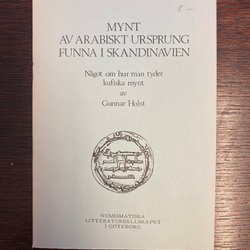 8 -
MYNT
AV ARABISKT URSPRUNG
FUNNA I SKANDINAVIEN
Något om hur man tyder
kufiska mynt
av
Gunnar Holst
NUMISMATISKA
LITTERATURSÄLLSKAPET
I GÖTEBORG